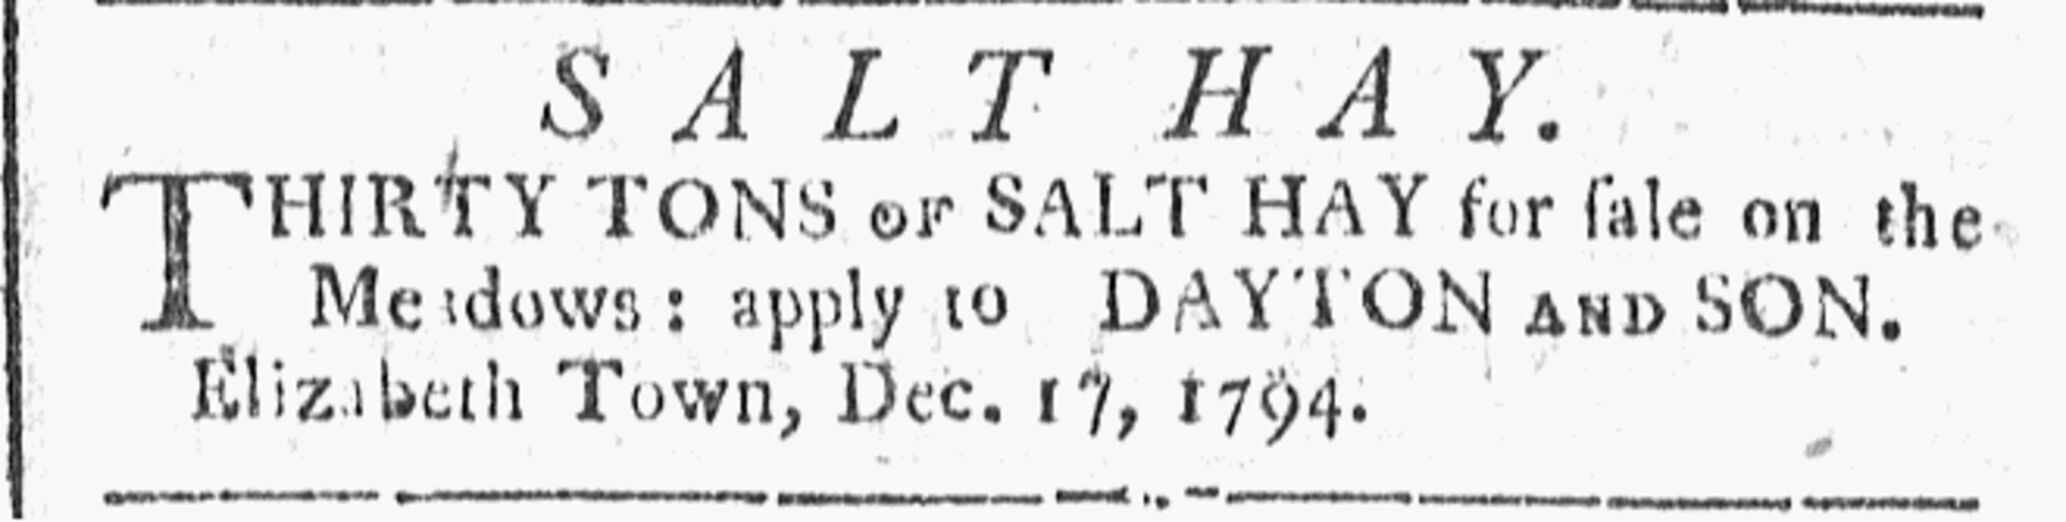 SALT HAY.
THIRTY TONS OF SALT HAY for ſale on the
Meadows: apply to DAYTON AND SON.
Elizabeth Town, Dec. 17, 1794.